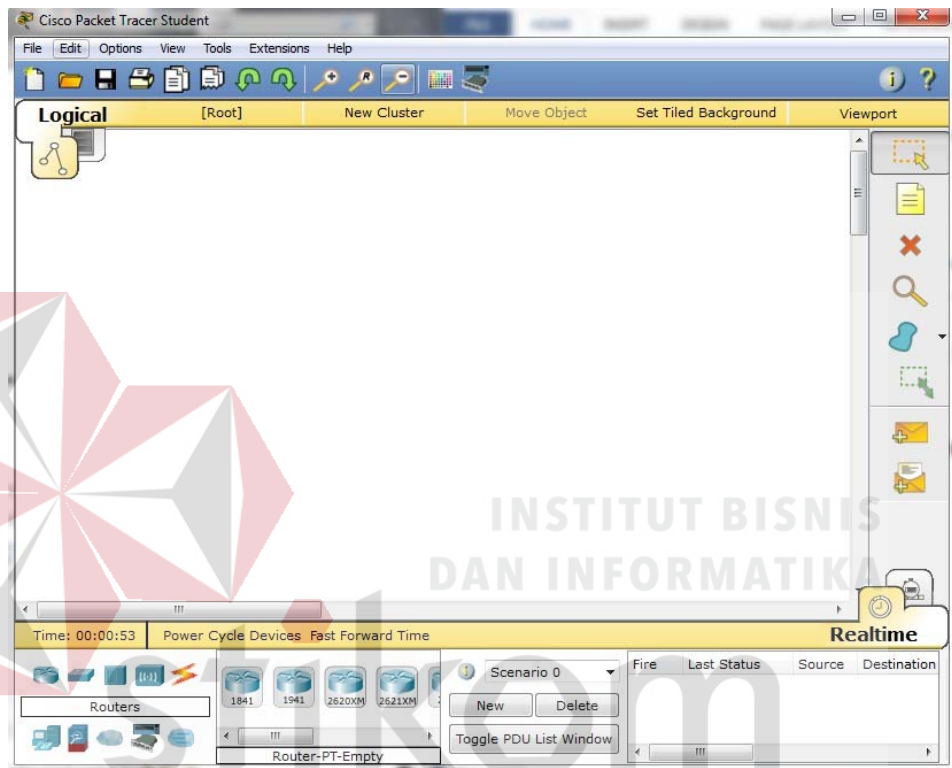 Cisco Packet Tracer Student
File Edit Options View Tools Extensions Help
Logical [Root] New Cluster Move Object Set Tiled Background Viewport
INSTITUT BISNIS
DAN INFORMATIKA
stikom
Time: 00:00:53 Power Cycle Devices Fast Forward Time Realtime
Routers
1841 1941 2620XM 2621XM
Router-PT-Empty
Scenario 0
New Delete
Toggle PDU List Window
Fire Last Status Source Destination